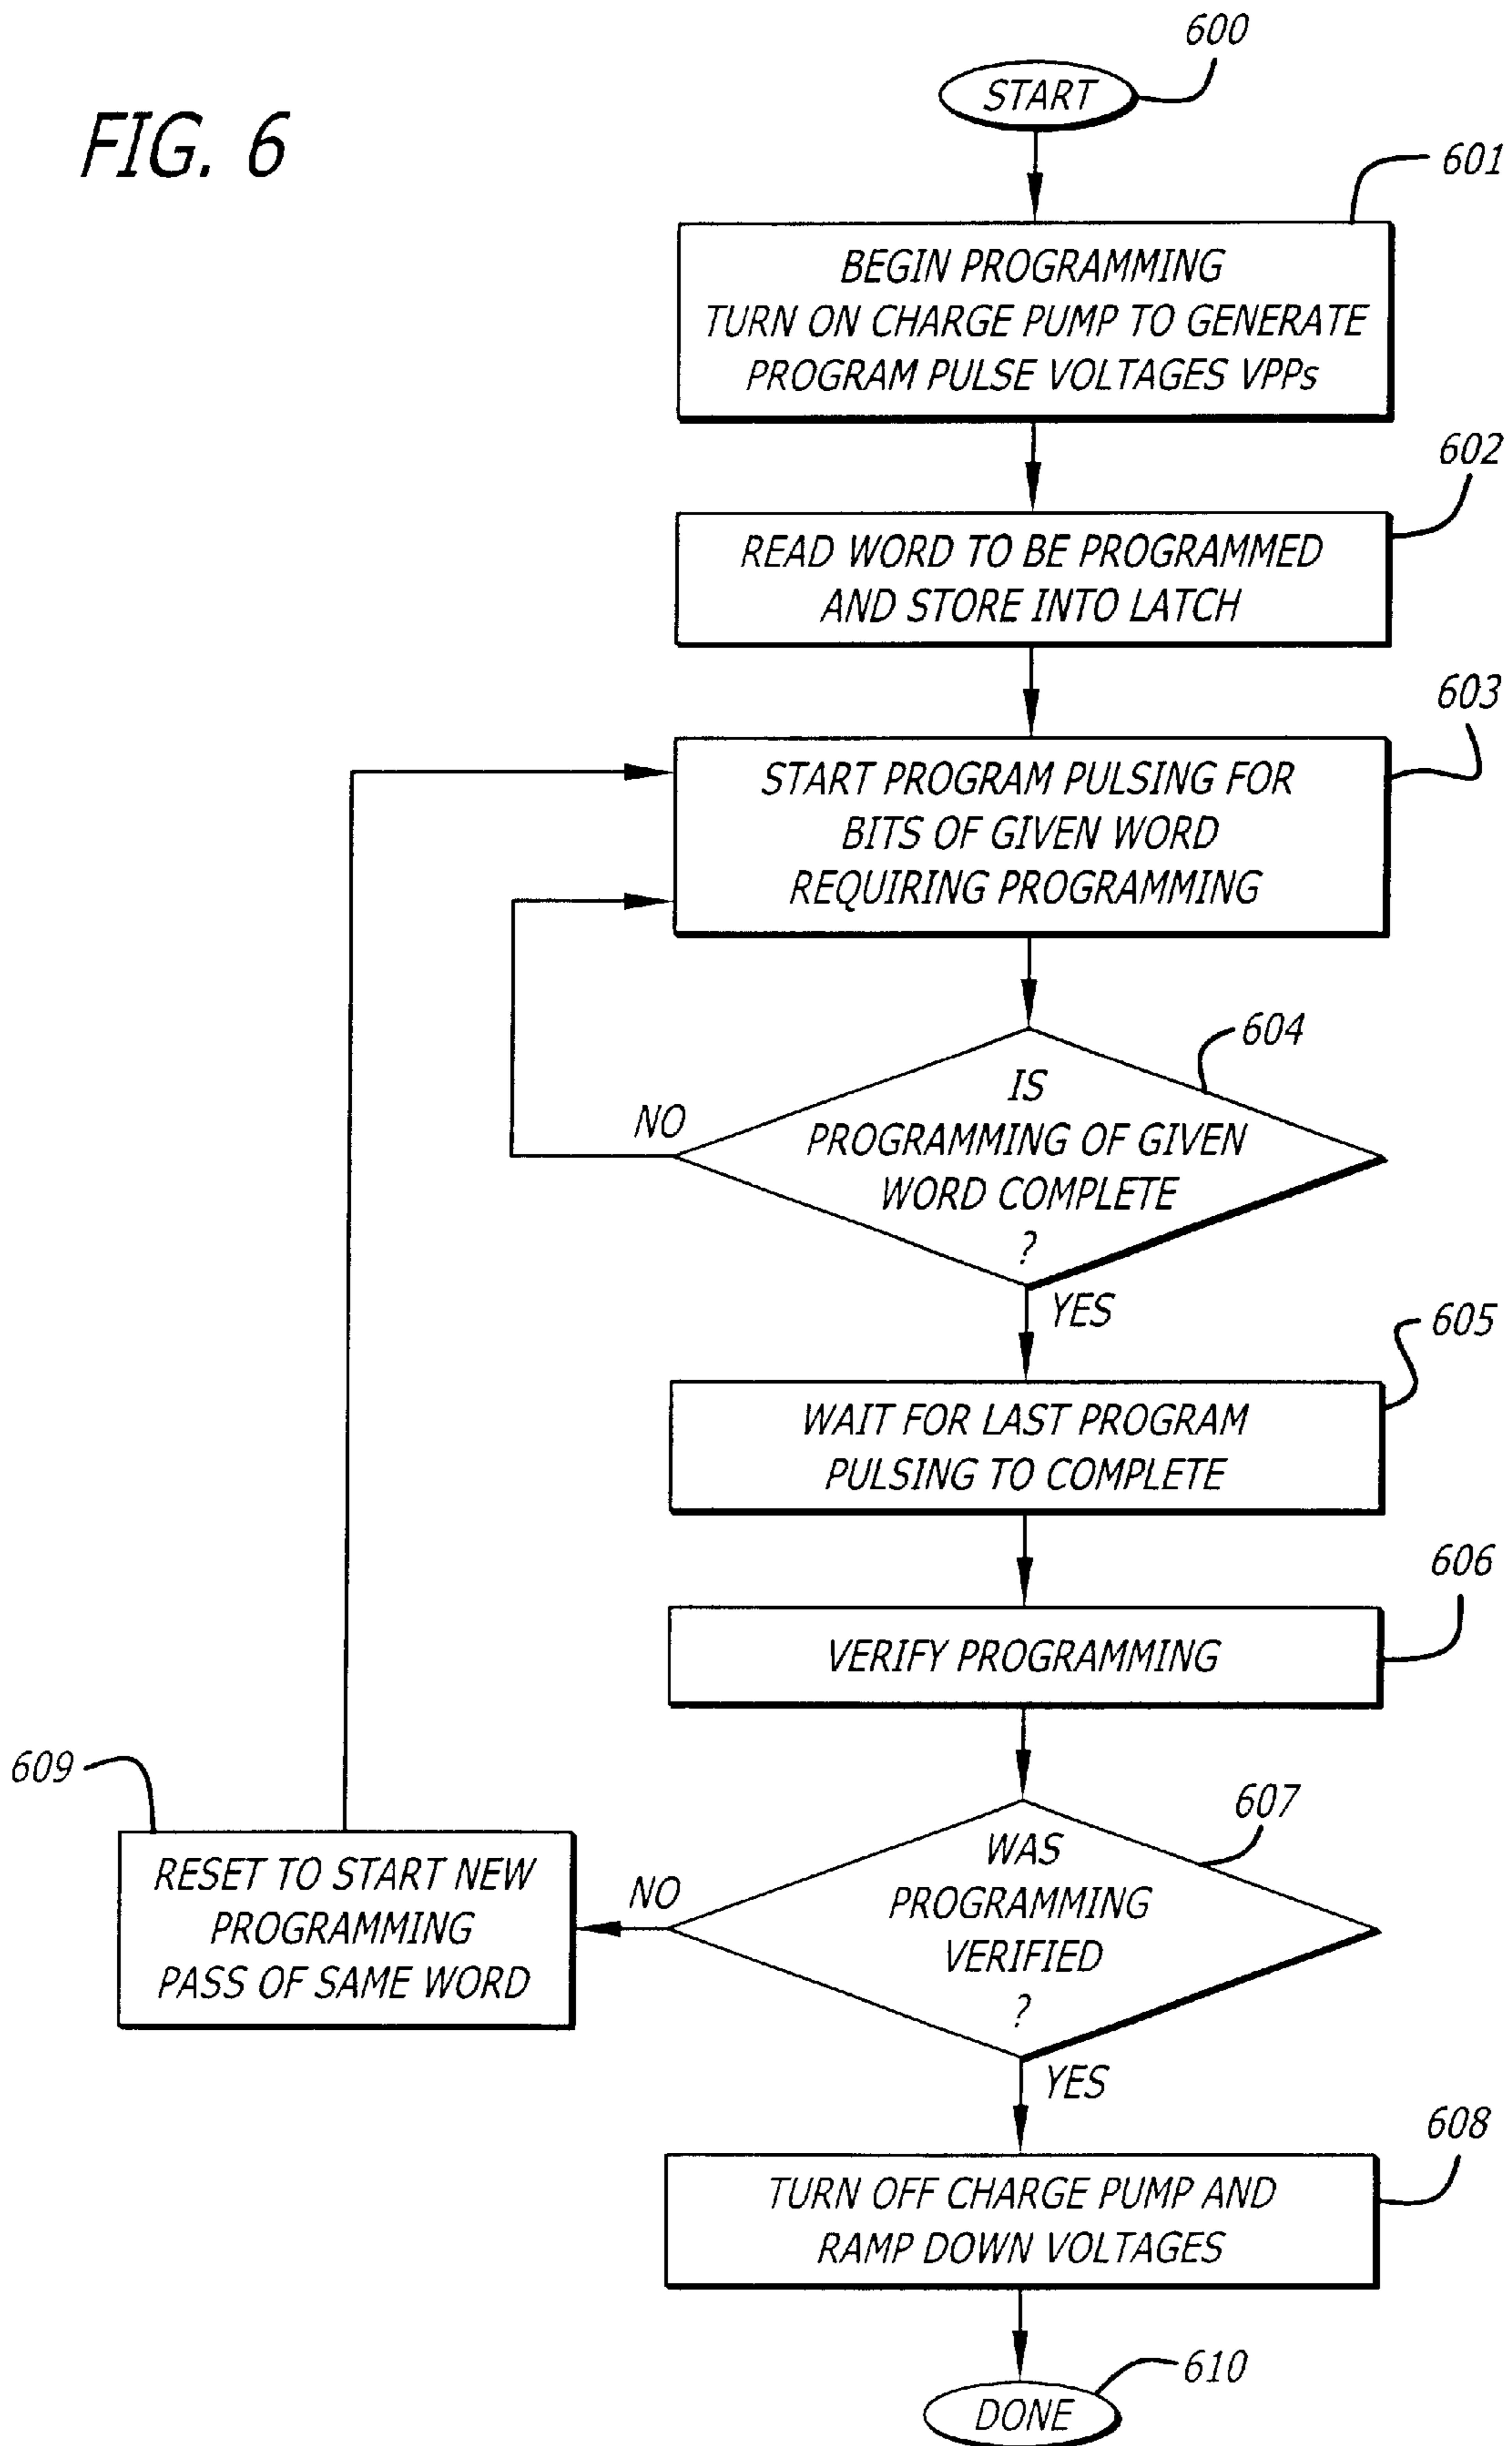 FIG. 6
600
START
601
BEGIN PROGRAMMING
TURN ON CHARGE PUMP TO GENERATE
PROGRAM PULSE VOLTAGES VPPs
602
READ WORD TO BE PROGRAMMED
AND STORE INTO LATCH
603
START PROGRAM PULSING FOR
BITS OF GIVEN WORD
REQUIRING PROGRAMMING
604
IS
PROGRAMMING OF GIVEN
WORD COMPLETE
?
NO
YES
605
WAIT FOR LAST PROGRAM
PULSING TO COMPLETE
606
VERIFY PROGRAMMING
607
WAS
PROGRAMMING
VERIFIED
?
NO
609
RESET TO START NEW
PROGRAMMING
PASS OF SAME WORD
YES
608
TURN OFF CHARGE PUMP AND
RAMP DOWN VOLTAGES
610
DONE